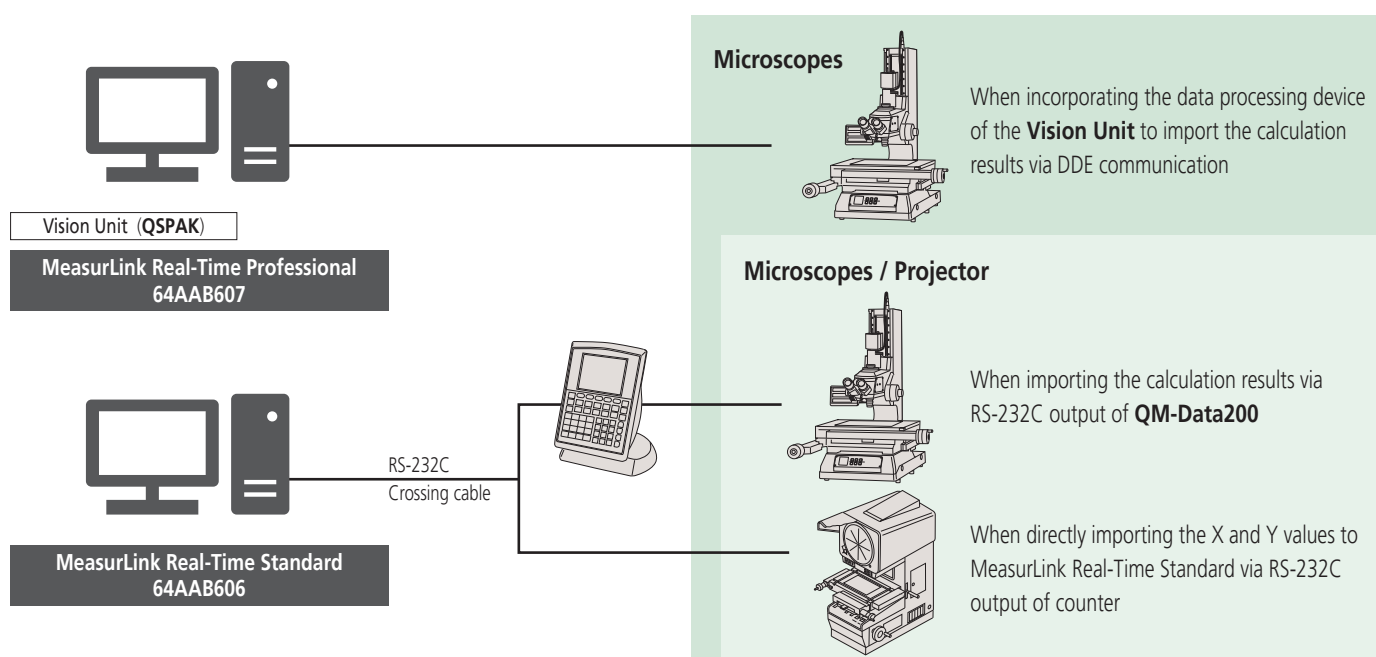 Microscopes
When incorporating the data processing device
of the Vision Unit to import the calculation
results via DDE communication
Vision Unit (QSPAK)
MeasurLink Real-Time Professional
64AAB607
Microscopes / Projector
When importing the calculation results via
RS-232C output of QM-Data200
RS-232C
Crossing cable
When directly importing the X and Y values to
MeasurLink Real-Time Standard via RS-232C
output of counter
MeasurLink Real-Time Standard
64AAB606